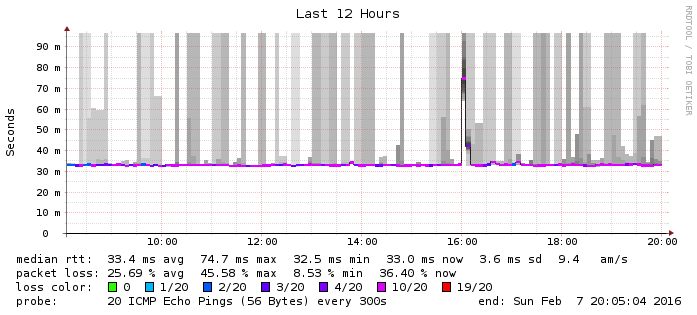 Last 12 Hours
RRDTOOL / TOBI OETIKER
Seconds
90 m
80 m
70 m
60 m
50 m
40 m
30 m
20 m
10 m
0
10:00 12:00 14:00 16:00 18:00 20:00
median rtt: 33.4 ms avg 74.7 ms max 32.5 ms min 33.0 ms now 3.6 ms sd 9.4 am/s
packet loss: 25.69 % avg 45.58 % max 8.53 % min 36.40 % now
loss color: 0 1/20 2/20 3/20 4/20 10/20 19/20
probe: 20 ICMP Echo Pings (56 Bytes) every 300s end: Sun Feb 7 20:05:04 2016